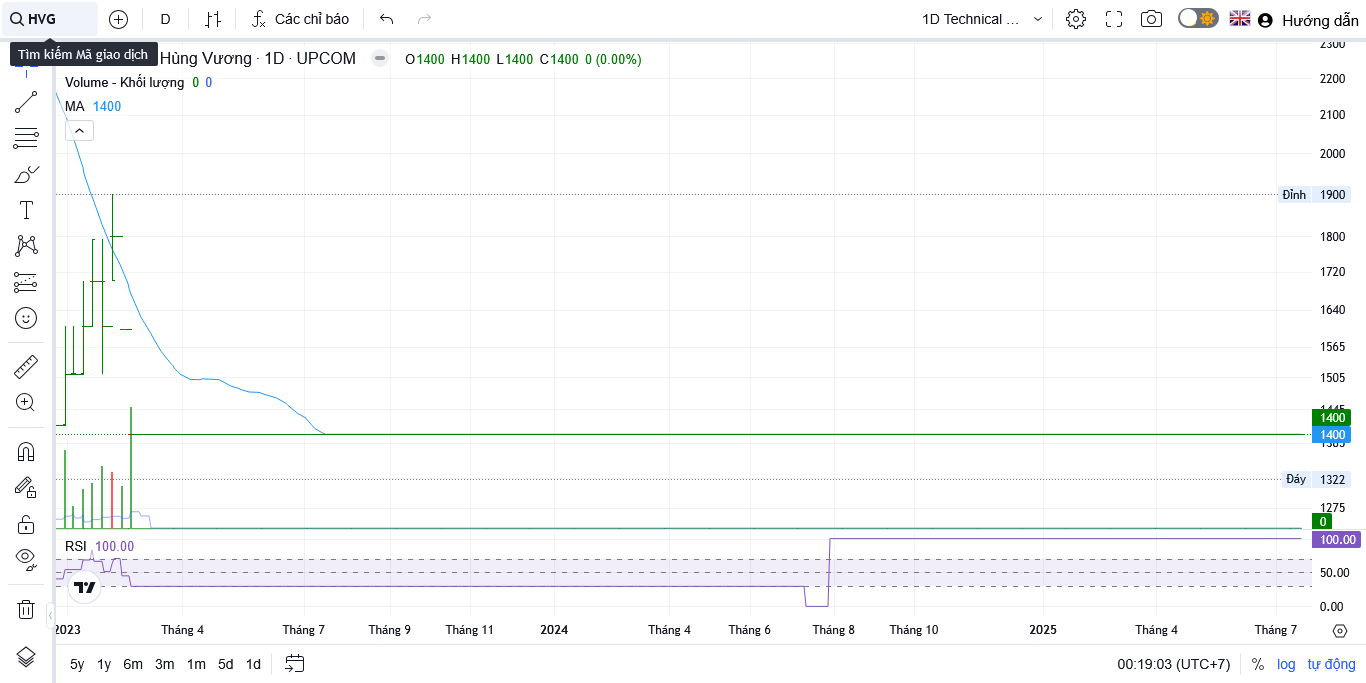 HVG
D
Các chỉ báo
1D Technical ...
Hướng dẫn
Tìm kiếm Mã giao dịch
Hùng Vương · 1D · UPCOM
O1400 H1400 L1400 C1400 0 (0.00%)
Volume - Khối lượng 0 0
MA 1400
2300
2200
2100
2000
Đỉnh 1900
1800
1720
1640
1565
1505
1445
1400
1400
1385
Đáy 1322
1275
0
RSI 100.00
100.00
50.00
0.00
2023 Tháng 4 Tháng 7 Tháng 9 Tháng 11 2024 Tháng 4 Tháng 6 Tháng 8 Tháng 10 2025 Tháng 4 Tháng 7
5y 1y 6m 3m 1m 5d 1d
00:19:03 (UTC+7) % log tự động